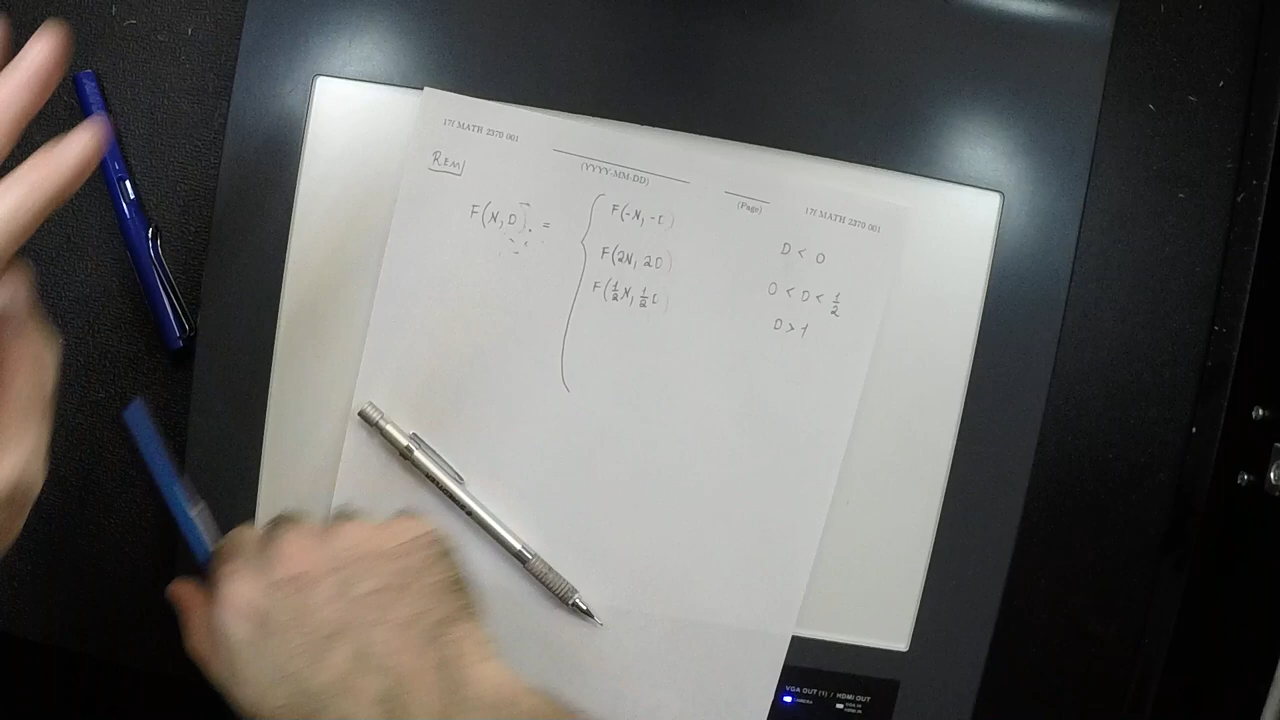 17f MATH 2370 001
(YYYY-MM-DD)
(Page)
17f MATH 2370 001
REM
F(N,D) = { F(-N,-D) D < 0
F(2N, 2D) 0 < D < 1/2
F(1/2 N, 1/2 D D > 1
VGA OUT (1) / HDMI OUT